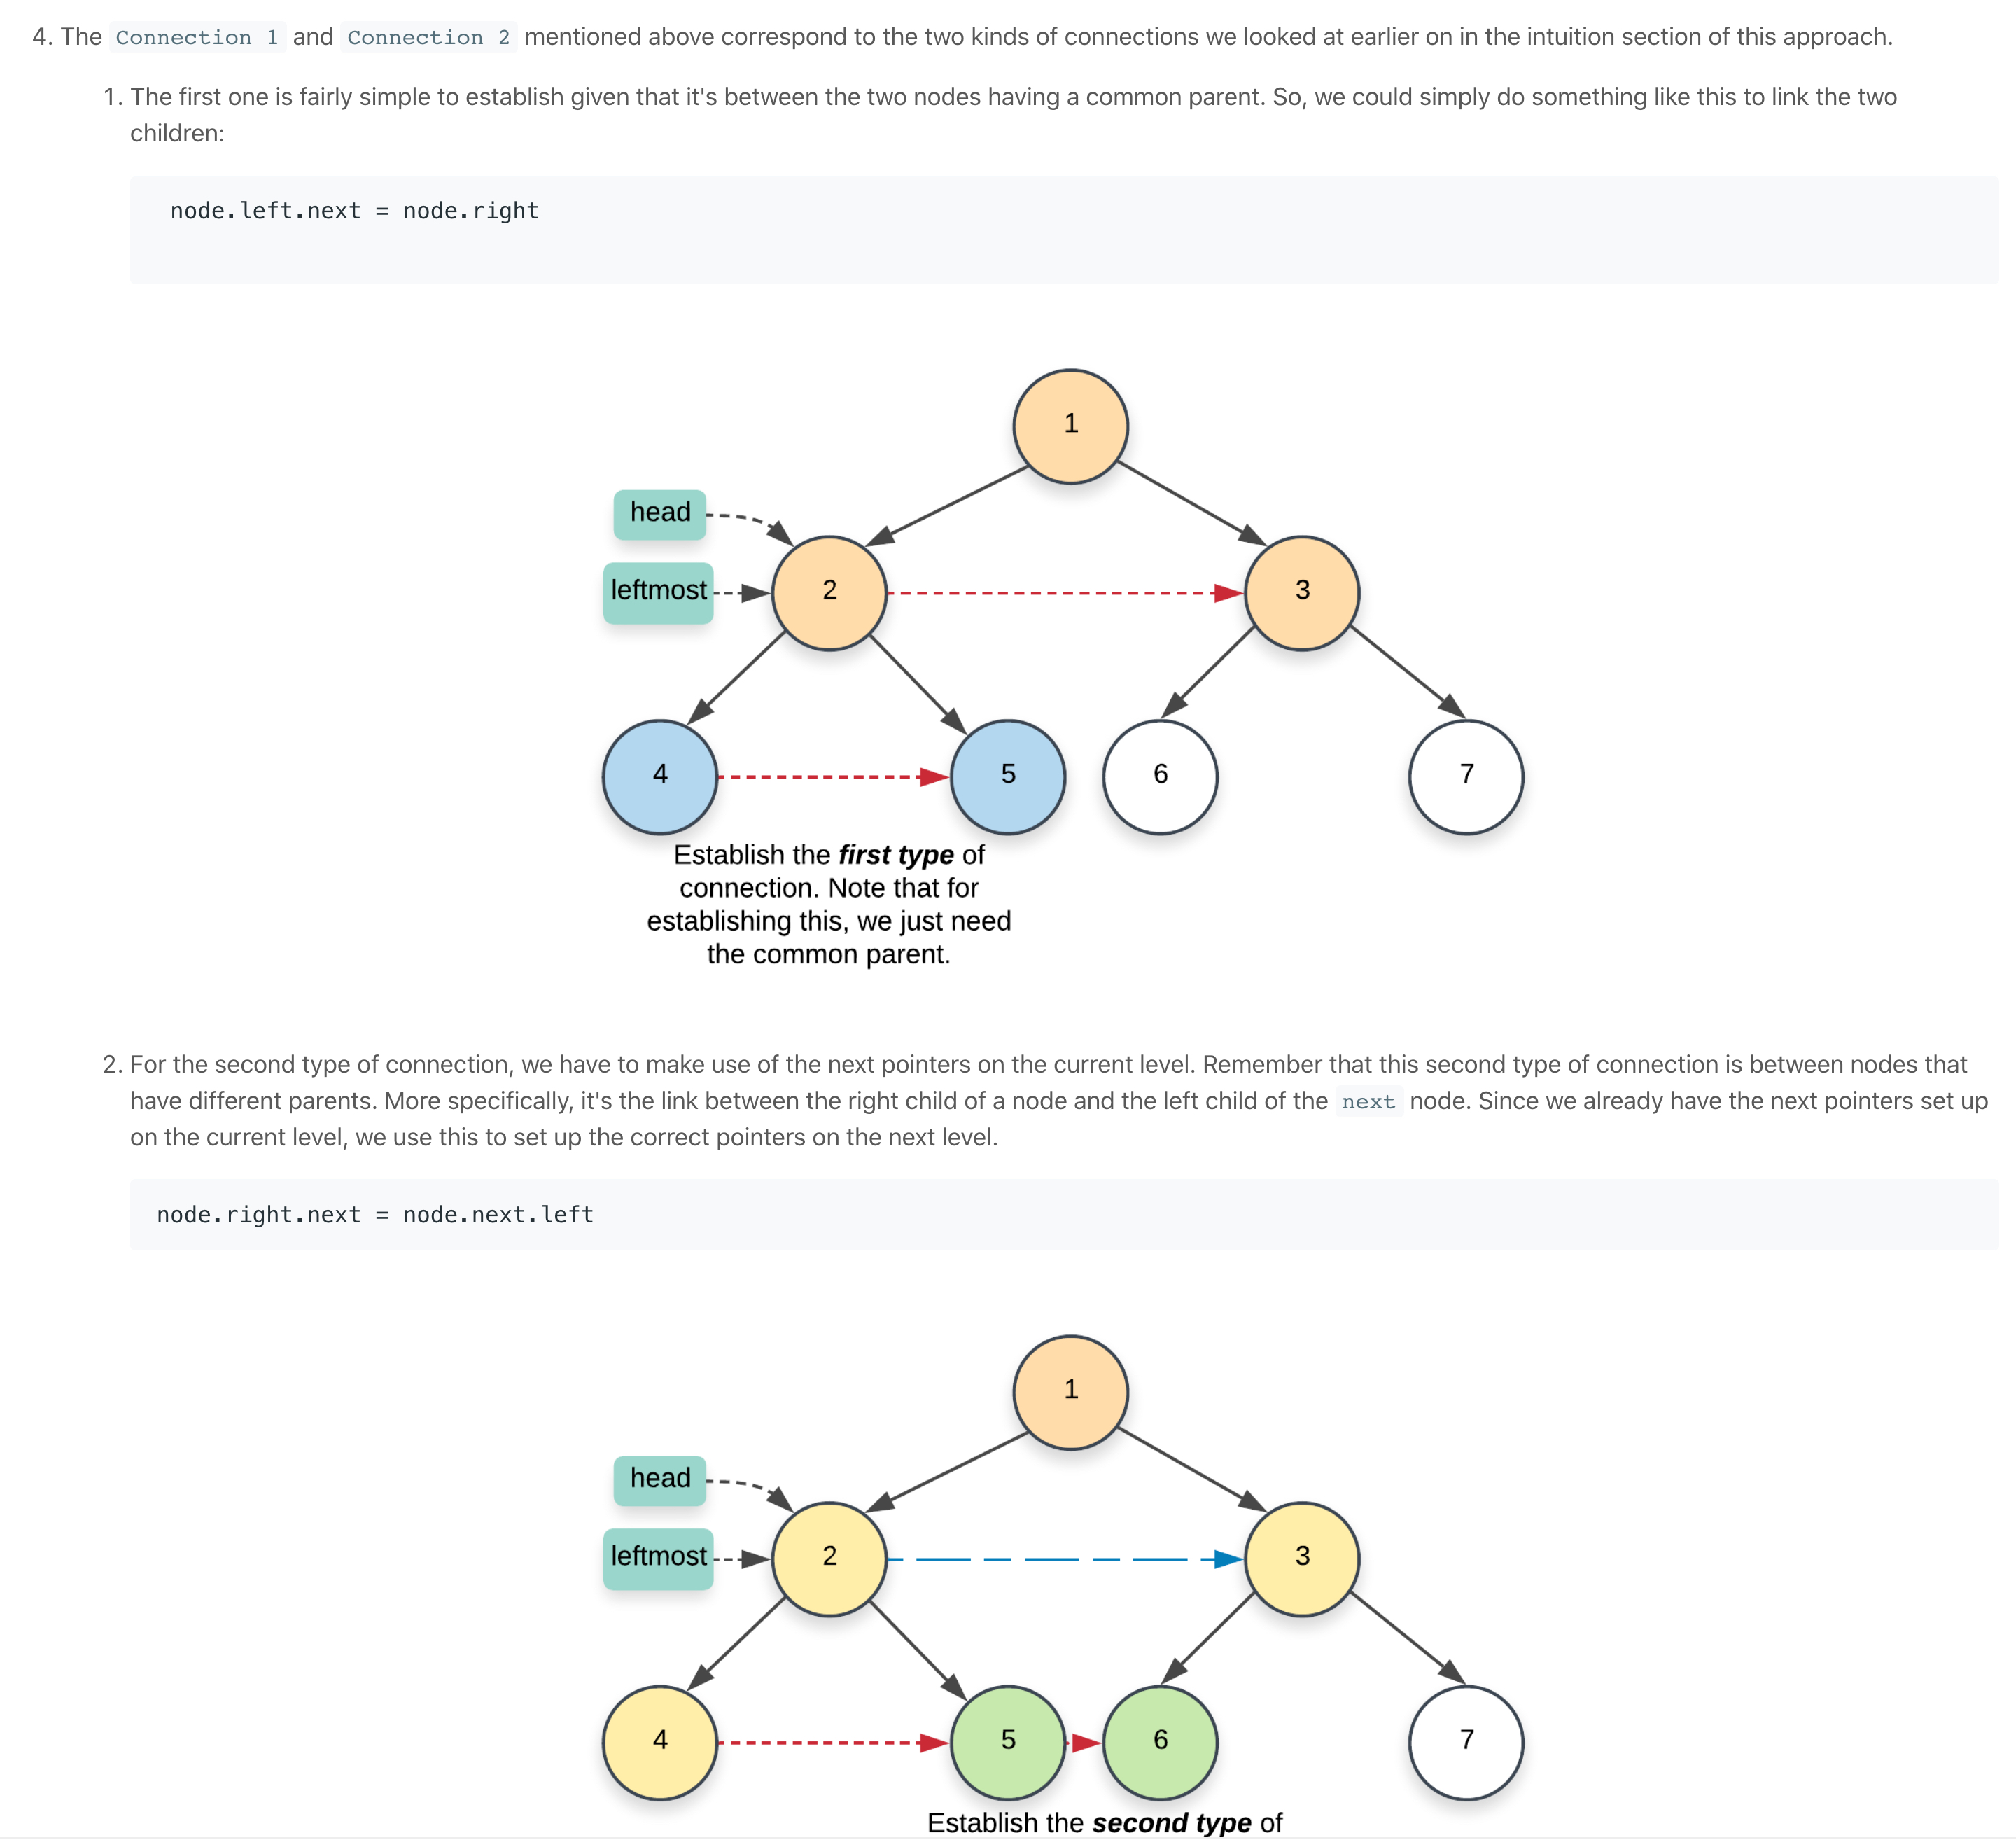 4. The Connection 1 and Connection 2 mentioned above correspond to the two kinds of connections we looked at earlier on in the intuition section of this approach.
1. The first one is fairly simple to establish given that it's between the two nodes having a common parent. So, we could simply do something like this to link the two
children:
node.left.next = node.right
1
head
leftmost
2
3
4
5
6
7
Establish the first type of
connection. Note that for
establishing this, we just need
the common parent.
2. For the second type of connection, we have to make use of the next pointers on the current level. Remember that this second type of connection is between nodes that
have different parents. More specifically, it's the link between the right child of a node and the left child of the next node. Since we already have the next pointers set up
on the current level, we use this to set up the correct pointers on the next level.
node.right.next = node.next.left
1
head
leftmost
2
3
4
5
6
7
Establish the second type of